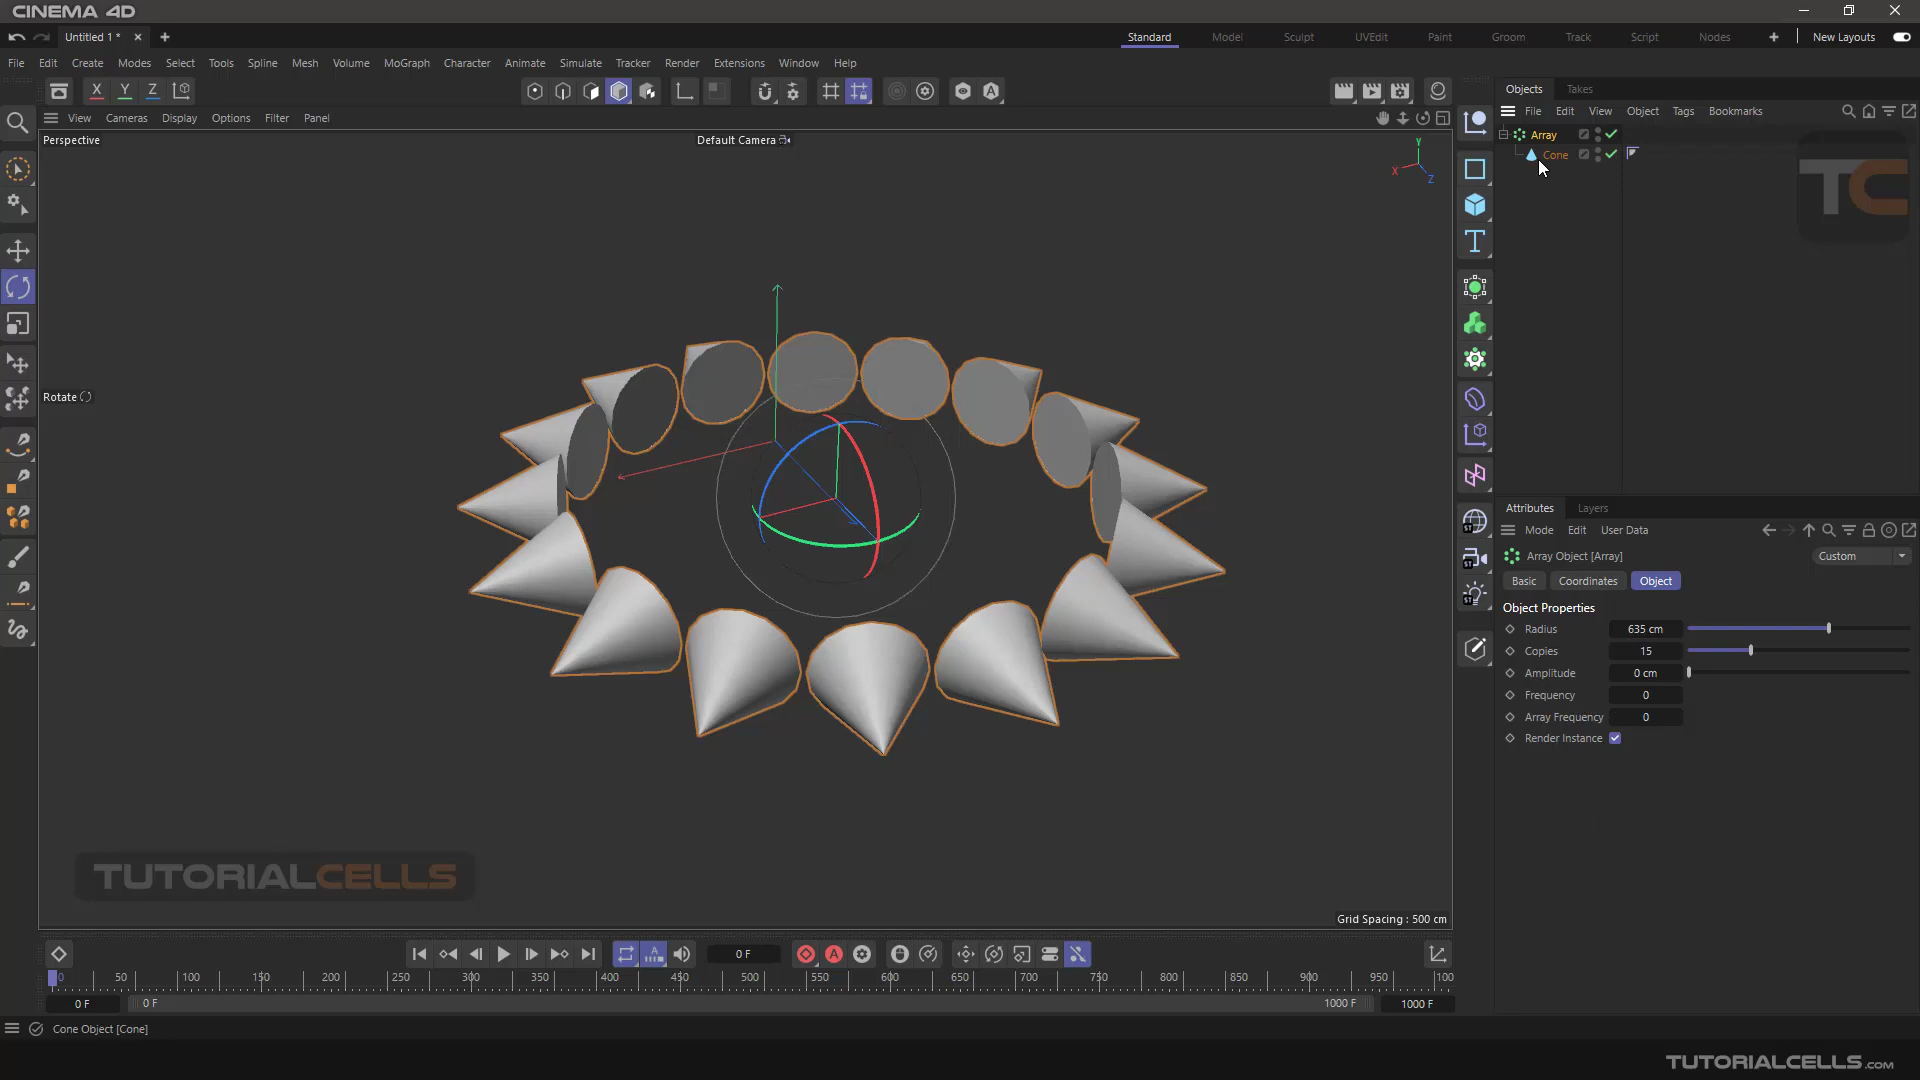 CINEMA 4D
Untitled 1 *
Standard Model Sculpt UVEdit Paint Groom Track Script Nodes New Layouts
File Edit Create Modes Select Tools Spline Mesh Volume MoGraph Character Animate Simulate Tracker Render Extensions Window Help
X Y Z
Objects Takes
View Cameras Display Options Filter Panel
File Edit View Object Tags Bookmarks
Perspective
Default Camera
Array
Cone
TC
Y
X
Z
Rotate
Attributes Layers
Mode Edit User Data
Array Object [Array]
Custom
Basic Coordinates Object
Object Properties
Radius 635 cm
Copies 15
Amplitude 0 cm
Frequency 0
Array Frequency 0
Render Instance
TUTORIALCELLS
Grid Spacing : 500 cm
0 F
0 50 100 150 200 250 300 350 400 450 500 550 600 650 700 750 800 850 900 950 100
0 F 0 F 1000 F 1000 F
Cone Object [Cone]
TUTORIALCELLS.com